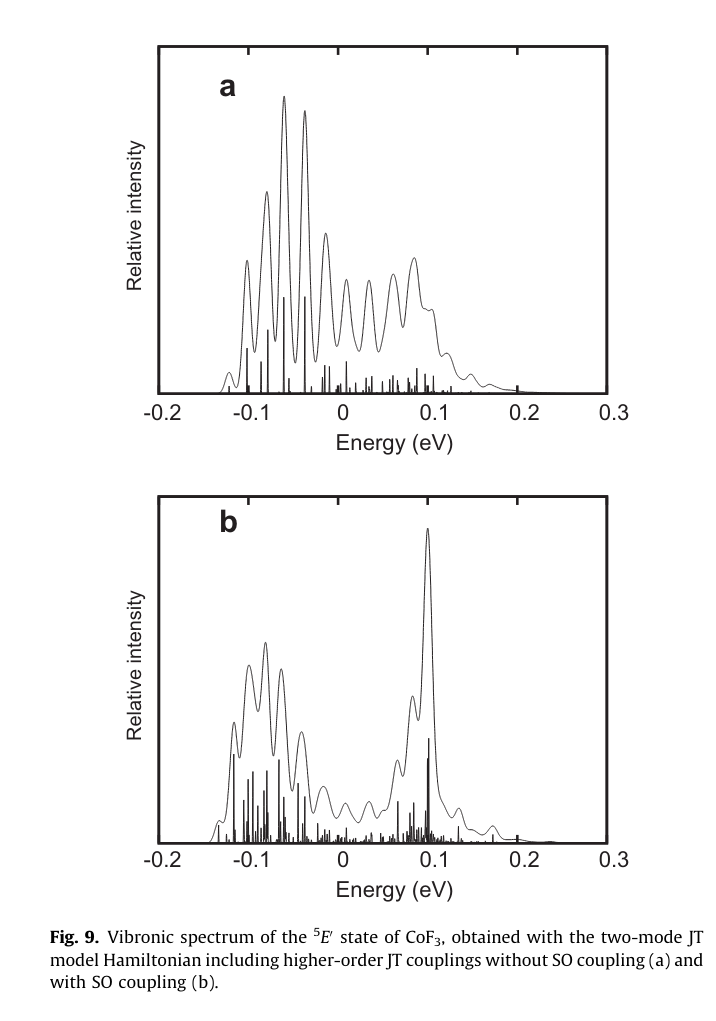 a
Relative intensity
-0.2 -0.1 0 0.1 0.2 0.3
Energy (eV)
b
Relative intensity
-0.2 -0.1 0 0.1 0.2 0.3
Energy (eV)
Fig. 9. Vibronic spectrum of the ⁵E′ state of CoF₃, obtained with the two-mode JT
model Hamiltonian including higher-order JT couplings without SO coupling (a) and
with SO coupling (b).